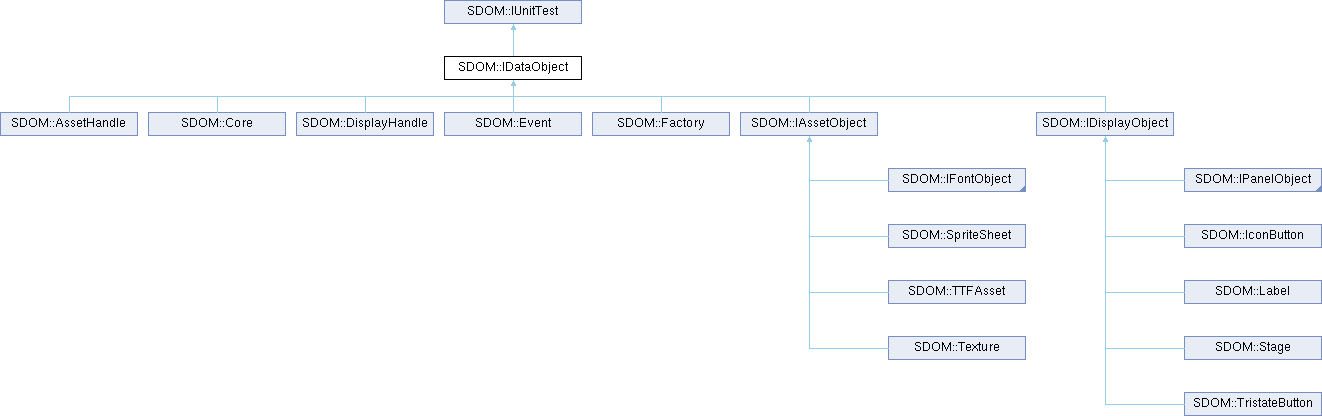 SDOM::IUnitTest
SDOM::IDataObject
SDOM::AssetHandle
SDOM::Core
SDOM::DisplayHandle
SDOM::Event
SDOM::Factory
SDOM::IAssetObject
SDOM::IDisplayObject
SDOM::IFontObject
SDOM::IPanelObject
SDOM::SpriteSheet
SDOM::IconButton
SDOM::TTFAsset
SDOM::Label
SDOM::Texture
SDOM::Stage
SDOM::TristateButton